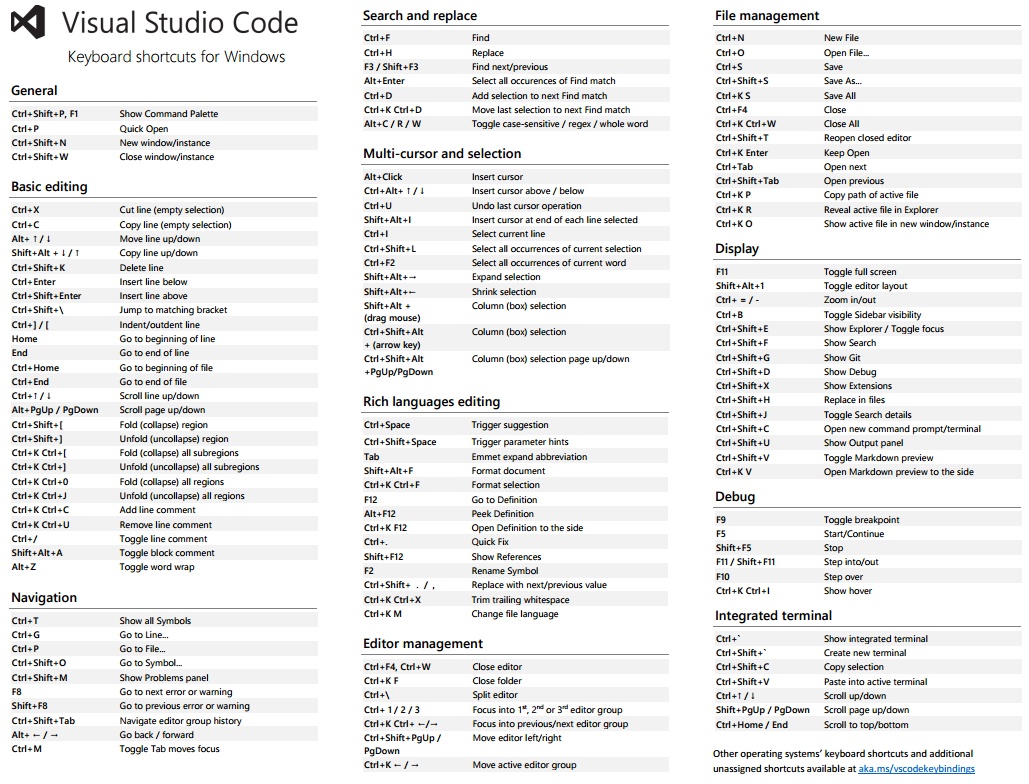 Visual Studio Code
Keyboard shortcuts for Windows
General
Ctrl+Shift+P, F1 Show Command Palette
Ctrl+P Quick Open
Ctrl+Shift+N New window/instance
Ctrl+Shift+W Close window/instance
Basic editing
Ctrl+X Cut line (empty selection)
Ctrl+C Copy line (empty selection)
Alt+ ↑ / ↓ Move line up/down
Shift+Alt + ↓ / ↑ Copy line up/down
Ctrl+Shift+K Delete line
Ctrl+Enter Insert line below
Ctrl+Shift+Enter Insert line above
Ctrl+Shift+\ Jump to matching bracket
Ctrl+] / [ Indent/outdent line
Home Go to beginning of line
End Go to end of line
Ctrl+Home Go to beginning of file
Ctrl+End Go to end of file
Ctrl+↑ / ↓ Scroll line up/down
Alt+PgUp / PgDown Scroll page up/down
Ctrl+Shift+[ Fold (collapse) region
Ctrl+Shift+] Unfold (uncollapse) region
Ctrl+K Ctrl+[ Fold (collapse) all subregions
Ctrl+K Ctrl+] Unfold (uncollapse) all subregions
Ctrl+K Ctrl+0 Fold (collapse) all regions
Ctrl+K Ctrl+J Unfold (uncollapse) all regions
Ctrl+K Ctrl+C Add line comment
Ctrl+K Ctrl+U Remove line comment
Ctrl+/ Toggle line comment
Shift+Alt+A Toggle block comment
Alt+Z Toggle word wrap
Navigation
Ctrl+T Show all Symbols
Ctrl+G Go to Line...
Ctrl+P Go to File...
Ctrl+Shift+O Go to Symbol...
Ctrl+Shift+M Show Problems panel
F8 Go to next error or warning
Shift+F8 Go to previous error or warning
Ctrl+Shift+Tab Navigate editor group history
Alt+ ← / → Go back / forward
Ctrl+M Toggle Tab moves focus
Search and replace
Ctrl+F Find
Ctrl+H Replace
F3 / Shift+F3 Find next/previous
Alt+Enter Select all occurences of Find match
Ctrl+D Add selection to next Find match
Ctrl+K Ctrl+D Move last selection to next Find match
Alt+C / R / W Toggle case-sensitive / regex / whole word
Multi-cursor and selection
Alt+Click Insert cursor
Ctrl+Alt+ ↑ / ↓ Insert cursor above / below
Ctrl+U Undo last cursor operation
Shift+Alt+I Insert cursor at end of each line selected
Ctrl+I Select current line
Ctrl+Shift+L Select all occurrences of current selection
Ctrl+F2 Select all occurrences of current word
Shift+Alt+→ Expand selection
Shift+Alt+← Shrink selection
Shift+Alt + Column (box) selection
(drag mouse)
Ctrl+Shift+Alt Column (box) selection
+ (arrow key)
Ctrl+Shift+Alt Column (box) selection page up/down
+PgUp/PgDown
Rich languages editing
Ctrl+Space Trigger suggestion
Ctrl+Shift+Space Trigger parameter hints
Tab Emmet expand abbreviation
Shift+Alt+F Format document
Ctrl+K Ctrl+F Format selection
F12 Go to Definition
Alt+F12 Peek Definition
Ctrl+K F12 Open Definition to the side
Ctrl+. Quick Fix
Shift+F12 Show References
F2 Rename Symbol
Ctrl+Shift+ . / , Replace with next/previous value
Ctrl+K Ctrl+X Trim trailing whitespace
Ctrl+K M Change file language
Editor management
Ctrl+F4, Ctrl+W Close editor
Ctrl+K F Close folder
Ctrl+\ Split editor
Ctrl+ 1 / 2 / 3 Focus into 1st, 2nd or 3rd editor group
Ctrl+K Ctrl+ ←/→ Focus into previous/next editor group
Ctrl+Shift+PgUp / Move editor left/right
PgDown
Ctrl+K ← / → Move active editor group
File management
Ctrl+N New File
Ctrl+O Open File...
Ctrl+S Save
Ctrl+Shift+S Save As...
Ctrl+K S Save All
Ctrl+F4 Close
Ctrl+K Ctrl+W Close All
Ctrl+Shift+T Reopen closed editor
Ctrl+K Enter Keep Open
Ctrl+Tab Open next
Ctrl+Shift+Tab Open previous
Ctrl+K P Copy path of active file
Ctrl+K R Reveal active file in Explorer
Ctrl+K O Show active file in new window/instance
Display
F11 Toggle full screen
Shift+Alt+1 Toggle editor layout
Ctrl+ = / - Zoom in/out
Ctrl+B Toggle Sidebar visibility
Ctrl+Shift+E Show Explorer / Toggle focus
Ctrl+Shift+F Show Search
Ctrl+Shift+G Show Git
Ctrl+Shift+D Show Debug
Ctrl+Shift+X Show Extensions
Ctrl+Shift+H Replace in files
Ctrl+Shift+J Toggle Search details
Ctrl+Shift+C Open new command prompt/terminal
Ctrl+Shift+U Show Output panel
Ctrl+Shift+V Toggle Markdown preview
Ctrl+K V Open Markdown preview to the side
Debug
F9 Toggle breakpoint
F5 Start/Continue
Shift+F5 Stop
F11 / Shift+F11 Step into/out
F10 Step over
Ctrl+K Ctrl+I Show hover
Integrated terminal
Ctrl+` Show integrated terminal
Ctrl+Shift+` Create new terminal
Ctrl+Shift+C Copy selection
Ctrl+Shift+V Paste into active terminal
Ctrl+↑ / ↓ Scroll up/down
Shift+PgUp / PgDown Scroll page up/down
Ctrl+Home / End Scroll to top/bottom
Other operating systems' keyboard shortcuts and additional
unassigned shortcuts available at aka.ms/vscodekeybindings